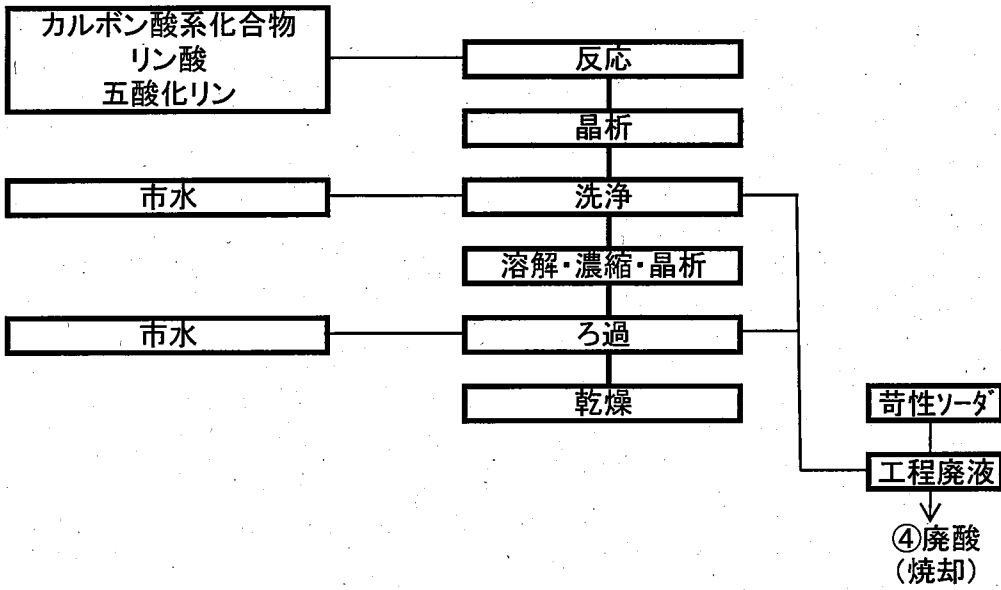 カルボン酸系化合物
リン酸
五酸化リン
反応
晶析
市水
洗浄
溶解・濃縮・晶析
市水
ろ過
乾燥
苛性ソーダ
工程廃液
④廃酸
(焼却)